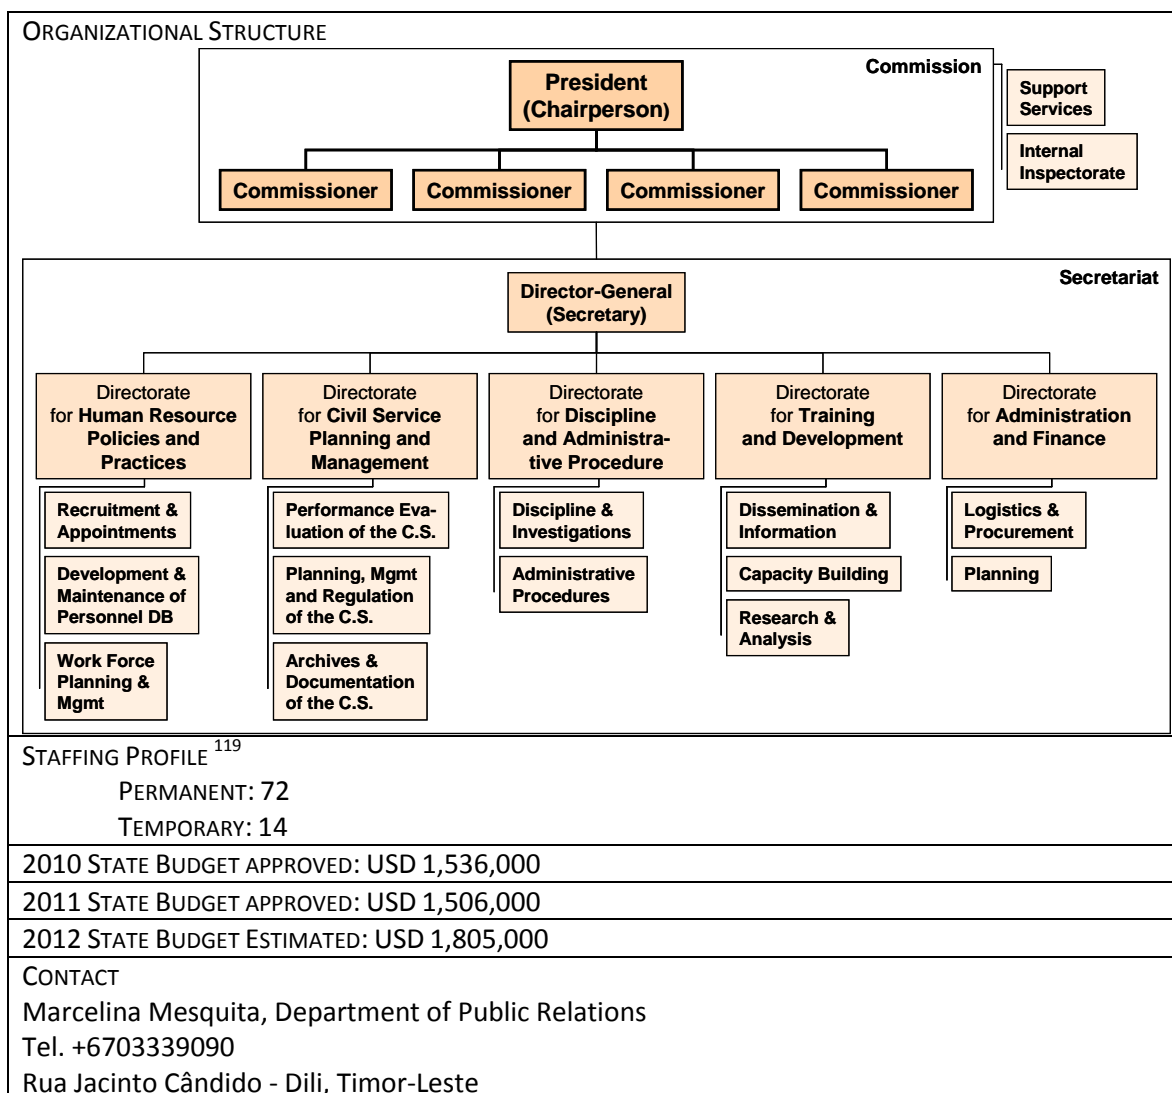 ORGANIZATIONAL STRUCTURE
Commission
President
(Chairperson)
Commissioner
Commissioner
Commissioner
Commissioner
Support
Services
Internal
Inspectorate
Secretariat
Director-General
(Secretary)
Directorate
for Human Resource
Policies and
Practices
Recruitment &
Appointments
Development &
Maintenance of
Personnel DB
Work Force
Planning &
Mgmt
Directorate
for Civil Service
Planning and
Management
Performance Eva-
luation of the C.S.
Planning, Mgmt
and Regulation
of the C.S.
Archives &
Documentation
of the C.S.
Directorate
for Discipline
and Administra-
tive Procedure
Discipline &
Investigations
Administrative
Procedures
Directorate
for Training
and Development
Dissemination &
Information
Capacity Building
Research &
Analysis
Directorate
for Administration
and Finance
Logistics &
Procurement
Planning
STAFFING PROFILE 119
PERMANENT: 72
TEMPORARY: 14
2010 STATE BUDGET APPROVED: USD 1,536,000
2011 STATE BUDGET APPROVED: USD 1,506,000
2012 STATE BUDGET ESTIMATED: USD 1,805,000
CONTACT
Marcelina Mesquita, Department of Public Relations
Tel. +6703339090
Rua Jacinto Cândido - Dili, Timor-Leste